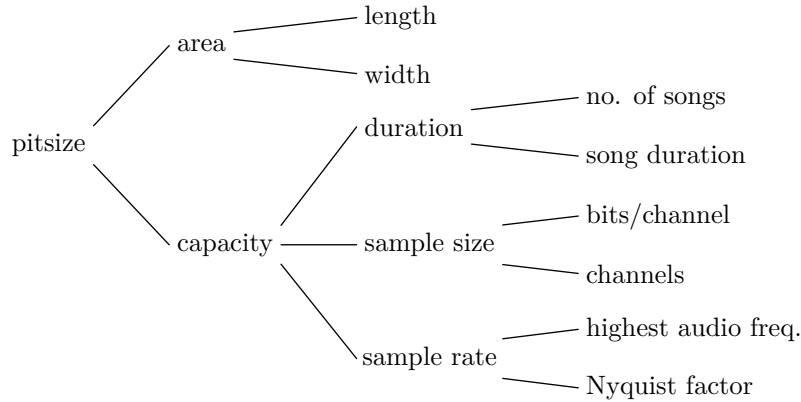 length
area
width
no. of songs
duration
pitsize
song duration
bits/channel
capacity
sample size
channels
highest audio freq.
sample rate
Nyquist factor